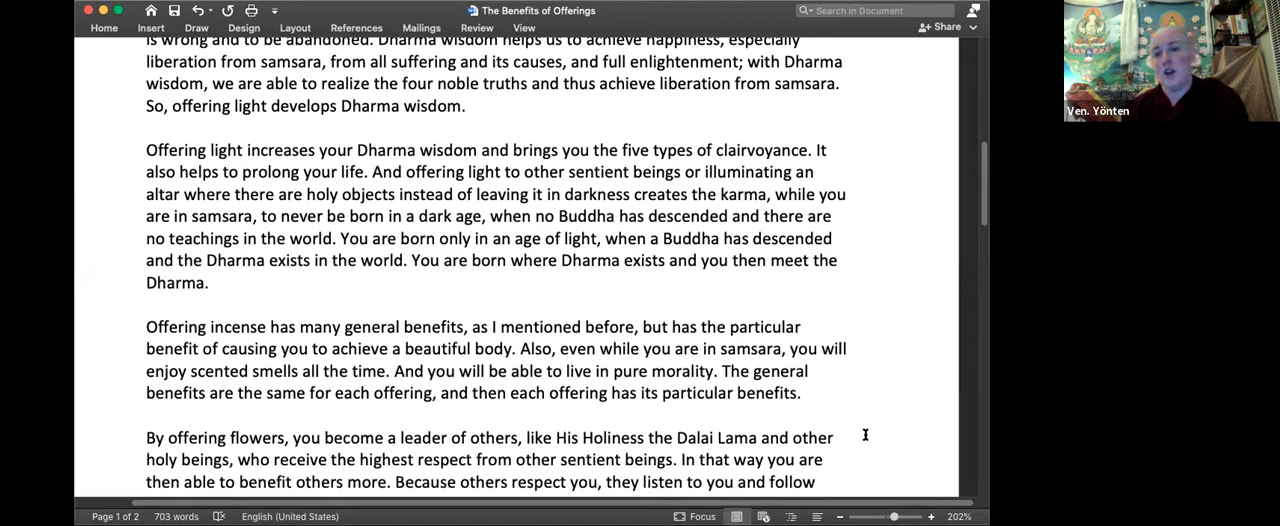 The Benefits of Offerings
Search in Document
Home Insert Draw Design Layout References Mailings Review View
Share
is wrong and to be abandoned. Dharma wisdom helps us to achieve happiness, especially
liberation from samsara, from all suffering and its causes, and full enlightenment; with Dharma
wisdom, we are able to realize the four noble truths and thus achieve liberation from samsara.
So, offering light develops Dharma wisdom.
Offering light increases your Dharma wisdom and brings you the five types of clairvoyance. It
also helps to prolong your life. And offering light to other sentient beings or illuminating an
altar where there are holy objects instead of leaving it in darkness creates the karma, while you
are in samsara, to never be born in a dark age, when no Buddha has descended and there are
no teachings in the world. You are born only in an age of light, when a Buddha has descended
and the Dharma exists in the world. You are born where Dharma exists and you then meet the
Dharma.
Offering incense has many general benefits, as I mentioned before, but has the particular
benefit of causing you to achieve a beautiful body. Also, even while you are in samsara, you will
enjoy scented smells all the time. And you will be able to live in pure morality. The general
benefits are the same for each offering, and then each offering has its particular benefits.
By offering flowers, you become a leader of others, like His Holiness the Dalai Lama and other
holy beings, who receive the highest respect from other sentient beings. In that way you are
then able to benefit others more. Because others respect you, they listen to you and follow
Page 1 of 2 703 words English (United States) Focus 202%
Ven. Yönten